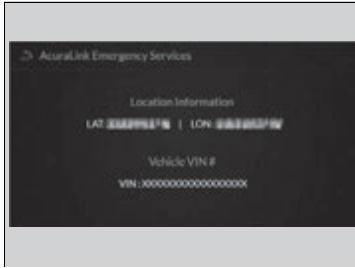 AcuraLink Emergency Services
Location Information
LAT: | LON:
Vehicle VIN #
VIN: XXXXXXXXXXXXXXXXX